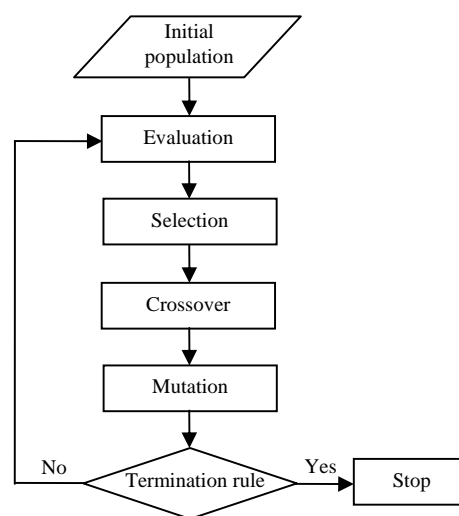 Initial
population
Evaluation
Selection
Crossover
Mutation
Termination rule
No
Yes
Stop